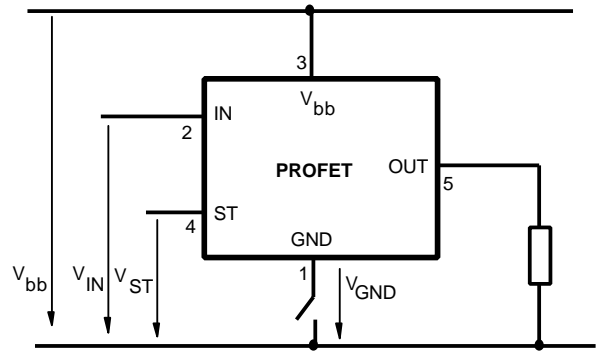 3
V bb
IN
2
PROFET
OUT
5
ST
4
GND
1
V bb
V IN
V ST
V GND